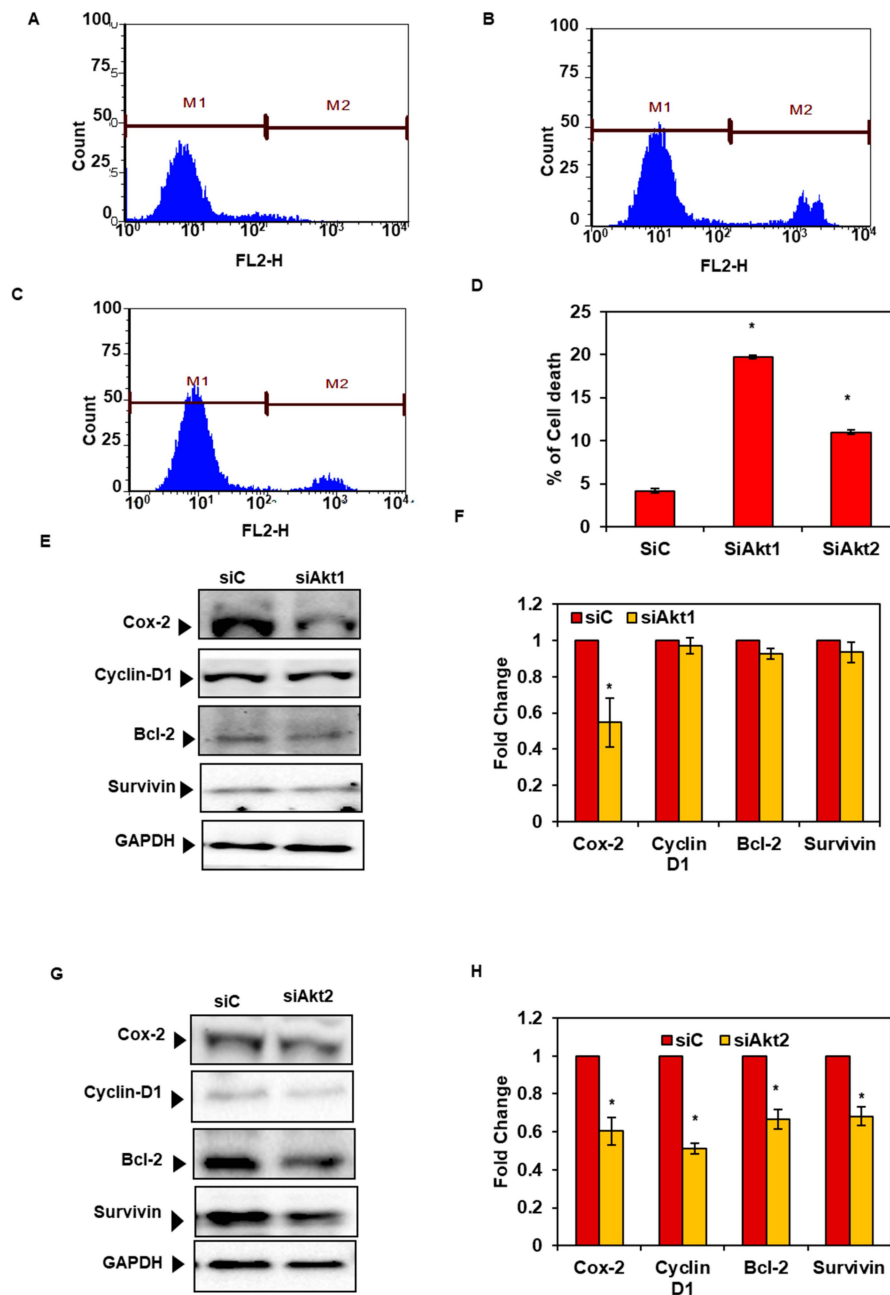 A
100
75
50
25
0
Count
M1
M2
10⁰
10¹
10²
10³
10⁴
FL2-H
B
100
75
50
25
0
Count
M1
M2
10⁰
10¹
10²
10³
10⁴
FL2-H
C
100
75
50
25
0
Count
M1
M2
10⁰
10¹
10²
10³
10⁴
FL2-H
D
25
20
15
10
5
0
% of Cell death
*
*
SiC SiAkt1 SiAkt2
E
siC siAkt1
Cox-2
Cyclin-D1
Bcl-2
Survivin
GAPDH
F
1.2
1
0.8
0.6
0.4
0.2
0
Fold Change
siC siAkt1
*
Cox-2 Cyclin Bcl-2 Survivin
D1
G
siC siAkt2
Cox-2
Cyclin-D1
Bcl-2
Survivin
GAPDH
H
1.2
1
0.8
0.6
0.4
0.2
0
Fold Change
siC siAkt2
* * * *
Cox-2 Cyclin Bcl-2 Survivin
D1